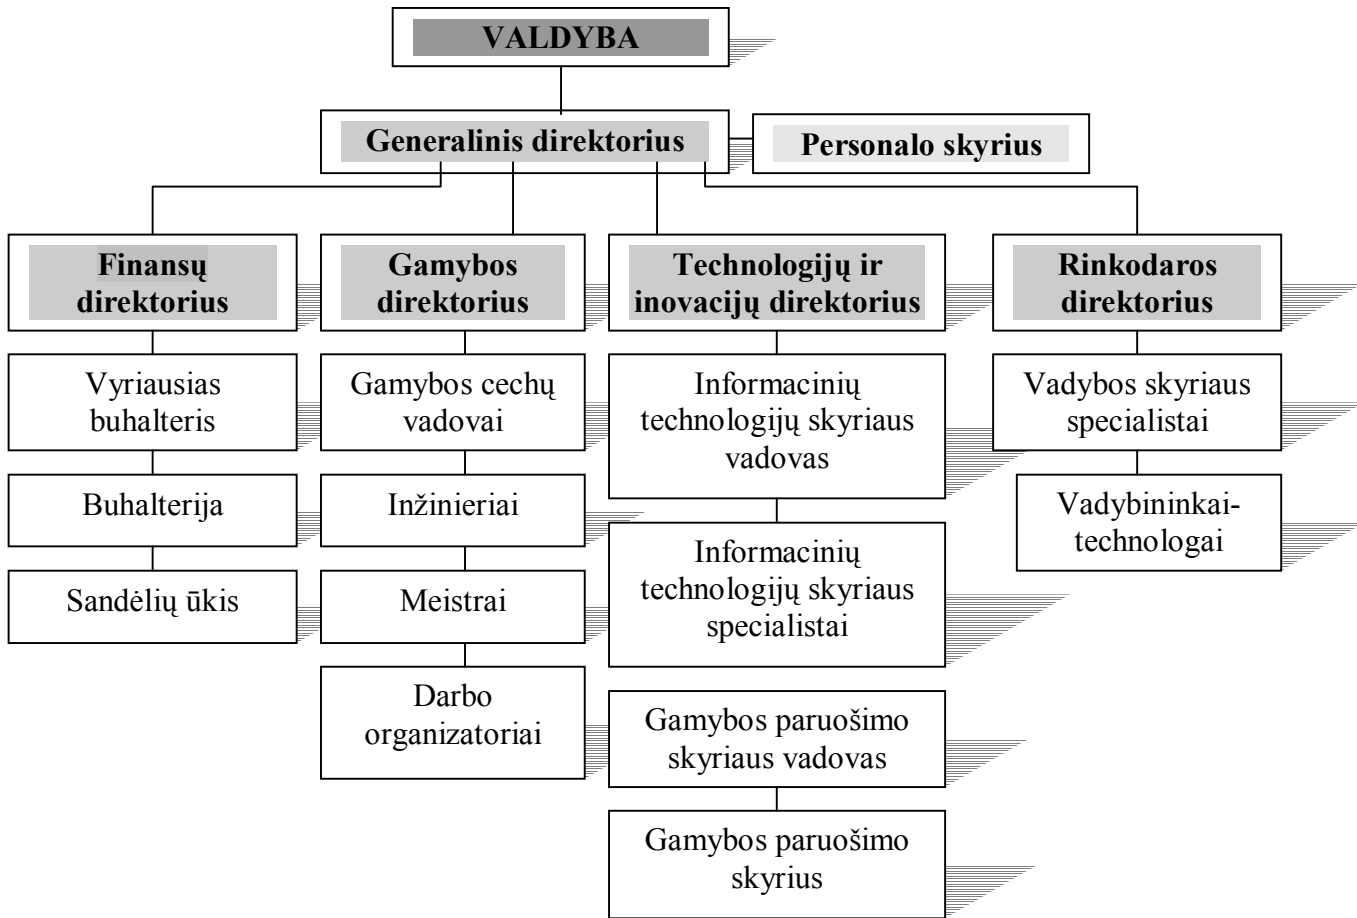 VALDYBA
Generalinis direktorius
Personalo skyrius
Finansų
direktorius
Gamybos
direktorius
Technologijų ir
inovacijų direktorius
Rinkodaros
direktorius
Vyriausias
buhalteris
Gamybos cechų
vadovai
Informacinių
technologijų skyriaus
vadovas
Vadybos skyriaus
specialistai
Buhalterija
Inžinieriai
Vadybininkai-
technologai
Informacinių
technologijų skyriaus
specialistai
Sandėlių ūkis
Meistrai
Darbo
organizatoriai
Gamybos paruošimo
skyriaus vadovas
Gamybos paruošimo
skyrius